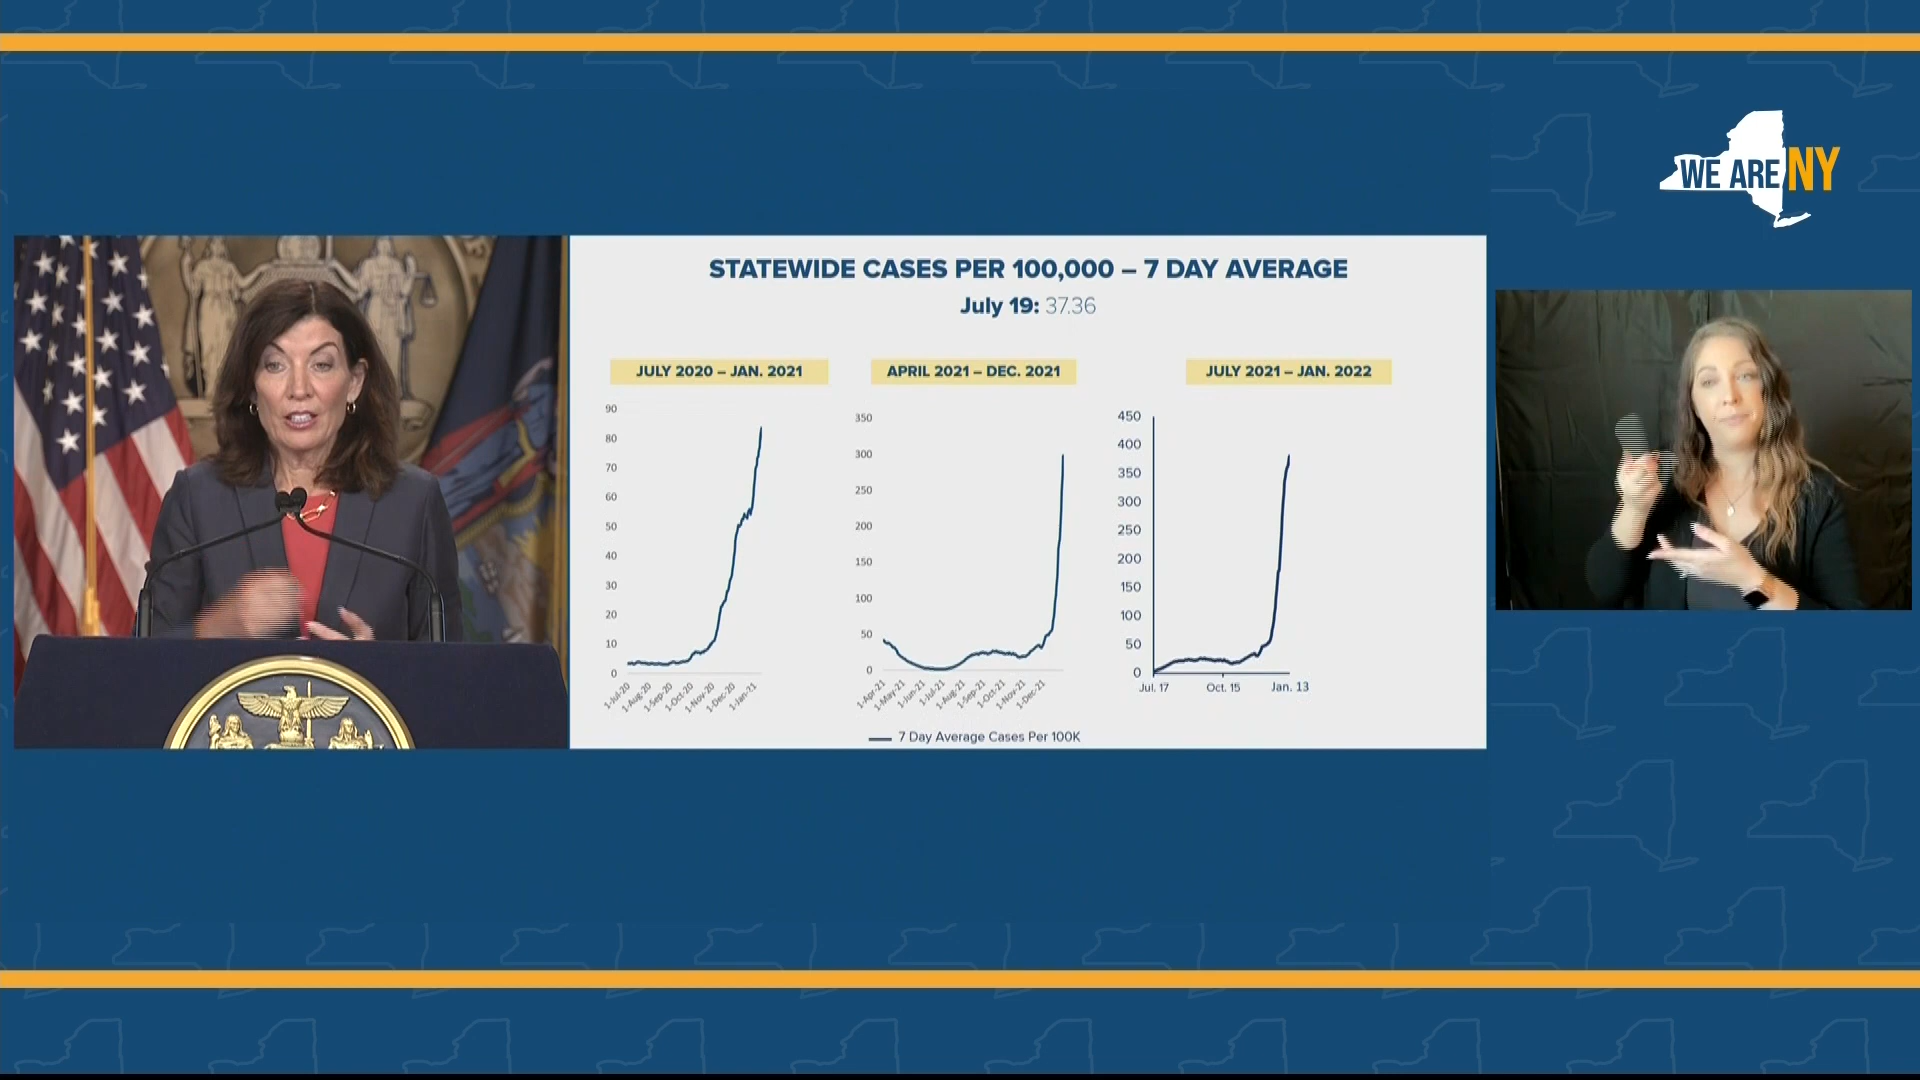 WE ARE NY
STATEWIDE CASES PER 100,000 – 7 DAY AVERAGE
July 19: 37.36
JULY 2020 – JAN. 2021
90
80
70
60
50
40
30
20
10
0
1-Jul-20
1-Aug-20
1-Sep-20
1-Oct-20
1-Nov-20
1-Dec-20
1-Jan-21
APRIL 2021 – DEC. 2021
350
300
250
200
150
100
50
0
1-Apr-21
1-May-21
1-Jun-21
1-Jul-21
1-Aug-21
1-Sep-21
1-Oct-21
1-Nov-21
1-Dec-21
JULY 2021 – JAN. 2022
450
400
350
300
250
200
150
100
50
0
Jul. 17
Oct. 15
Jan. 13
7 Day Average Cases Per 100K